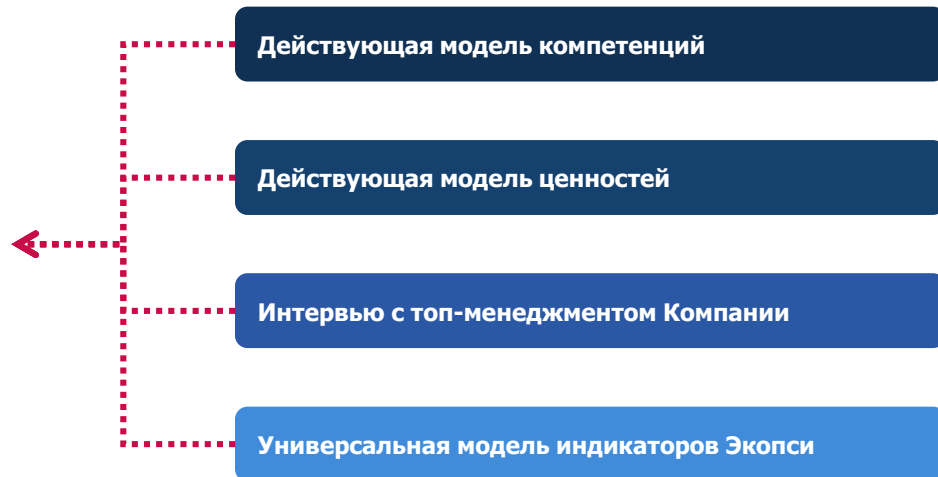 Действующая модель компетенций
Действующая модель ценностей
Интервью с топ-менеджментом Компании
Универсальная модель индикаторов Экопси